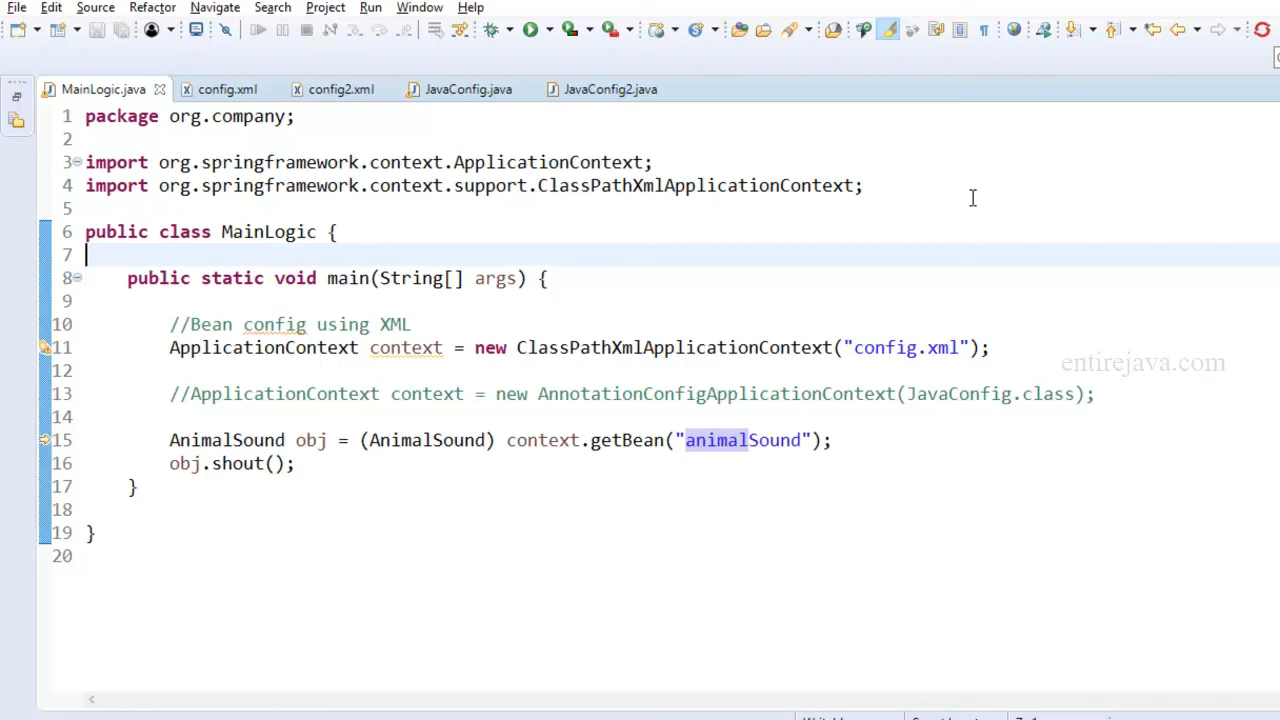 File Edit Source Refactor Navigate Search Project Run Window Help
MainLogic.java config.xml config2.xml JavaConfig.java JavaConfig2.java
1 package org.company;
2
3 import org.springframework.context.ApplicationContext;
4 import org.springframework.context.support.ClassPathXmlApplicationContext;
5
6 public class MainLogic {
7
8 public static void main(String[] args) {
9
10 //Bean config using XML
11 ApplicationContext context = new ClassPathXmlApplicationContext("config.xml");
entirejava.com
12
13 //ApplicationContext context = new AnnotationConfigApplicationContext(JavaConfig.class);
14
15 AnimalSound obj = (AnimalSound) context.getBean("animalSound");
16 obj.shout();
17 }
18
19 }
20